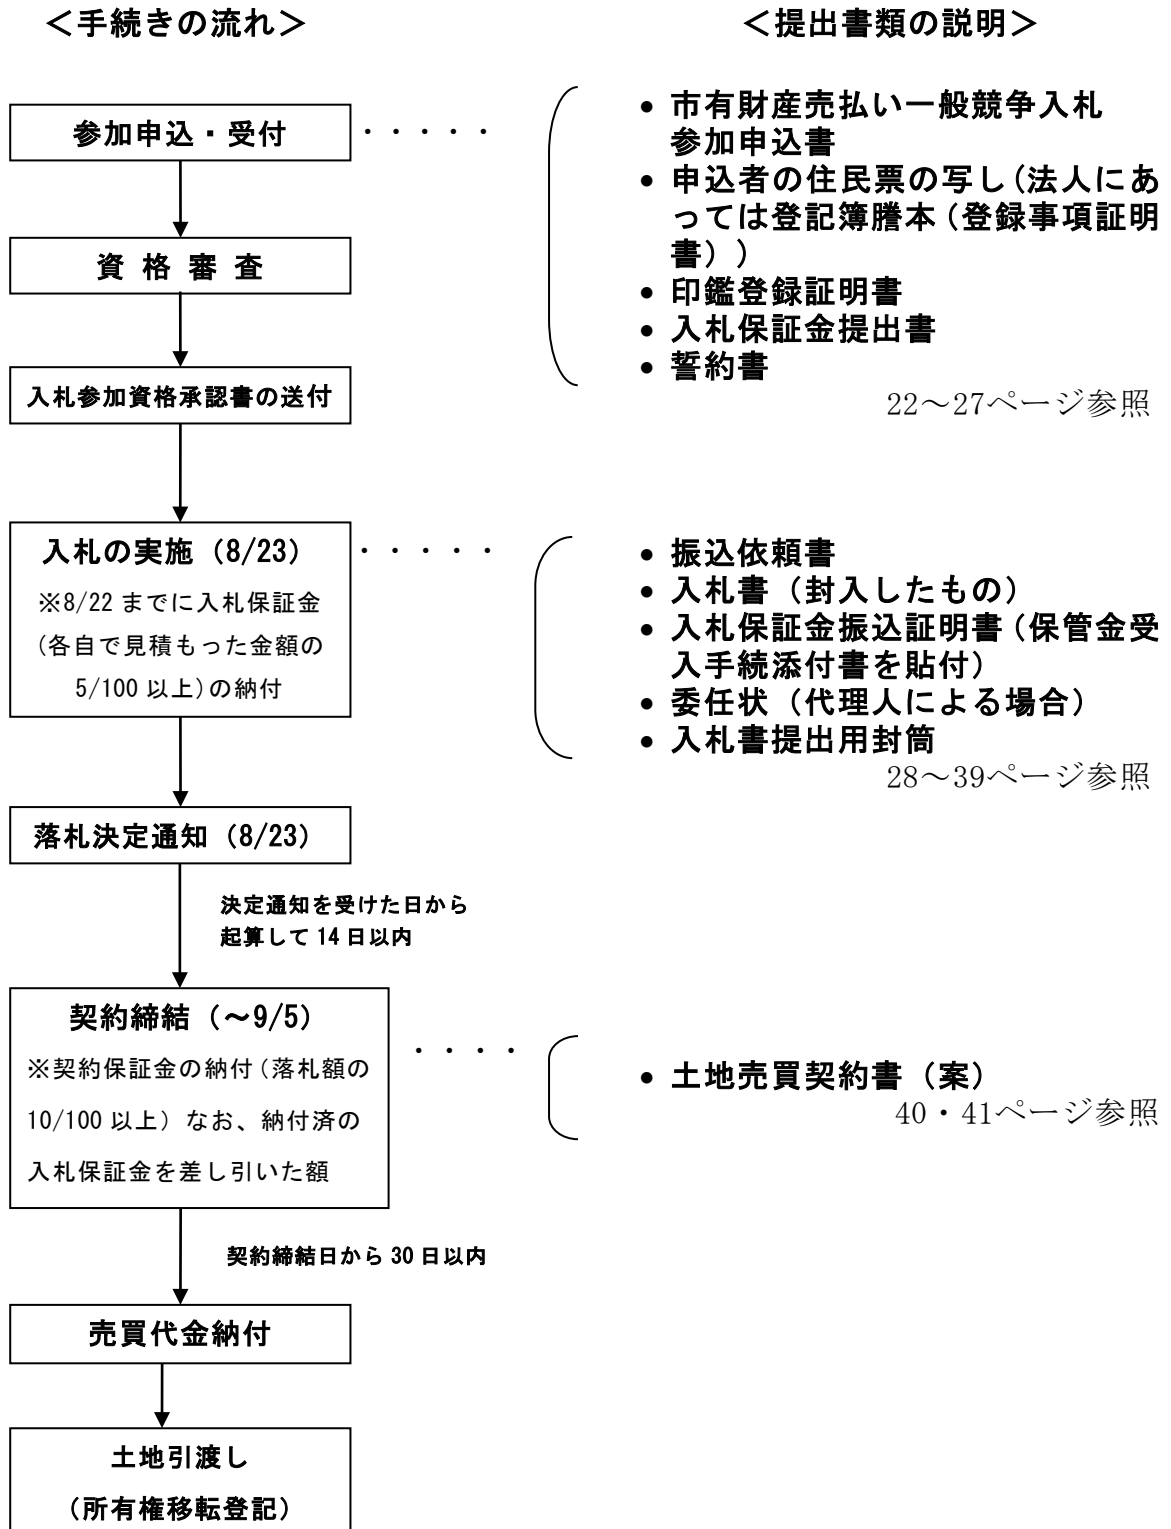 <手続きの流れ>
<提出書類の説明>
参加申込・受付 ・・・・・
資格審査
入札参加資格承認書の送付
• 市有財産売払い一般競争入札
参加申込書
• 申込者の住民票の写し(法人にあ
っては登記簿謄本(登録事項証明
書))
• 印鑑登録証明書
• 入札保証金提出書
• 誓約書
22~27ページ参照
入札の実施(8/23) ・・・・・
※8/22 までに入札保証金
(各自で見積もった金額の
5/100 以上)の納付
• 振込依頼書
• 入札書(封入したもの)
• 入札保証金振込証明書(保管金受
入手続添付書を貼付)
• 委任状(代理人による場合)
• 入札書提出用封筒
28~39ページ参照
落札決定通知(8/23)
決定通知を受けた日から
起算して 14 日以内
契約締結(~9/5)
※契約保証金の納付(落札額の
10/100 以上)なお、納付済の
入札保証金を差し引いた額
・・・・
• 土地売買契約書(案)
40・41ページ参照
契約締結日から 30 日以内
売買代金納付
土地引渡し
(所有権移転登記)